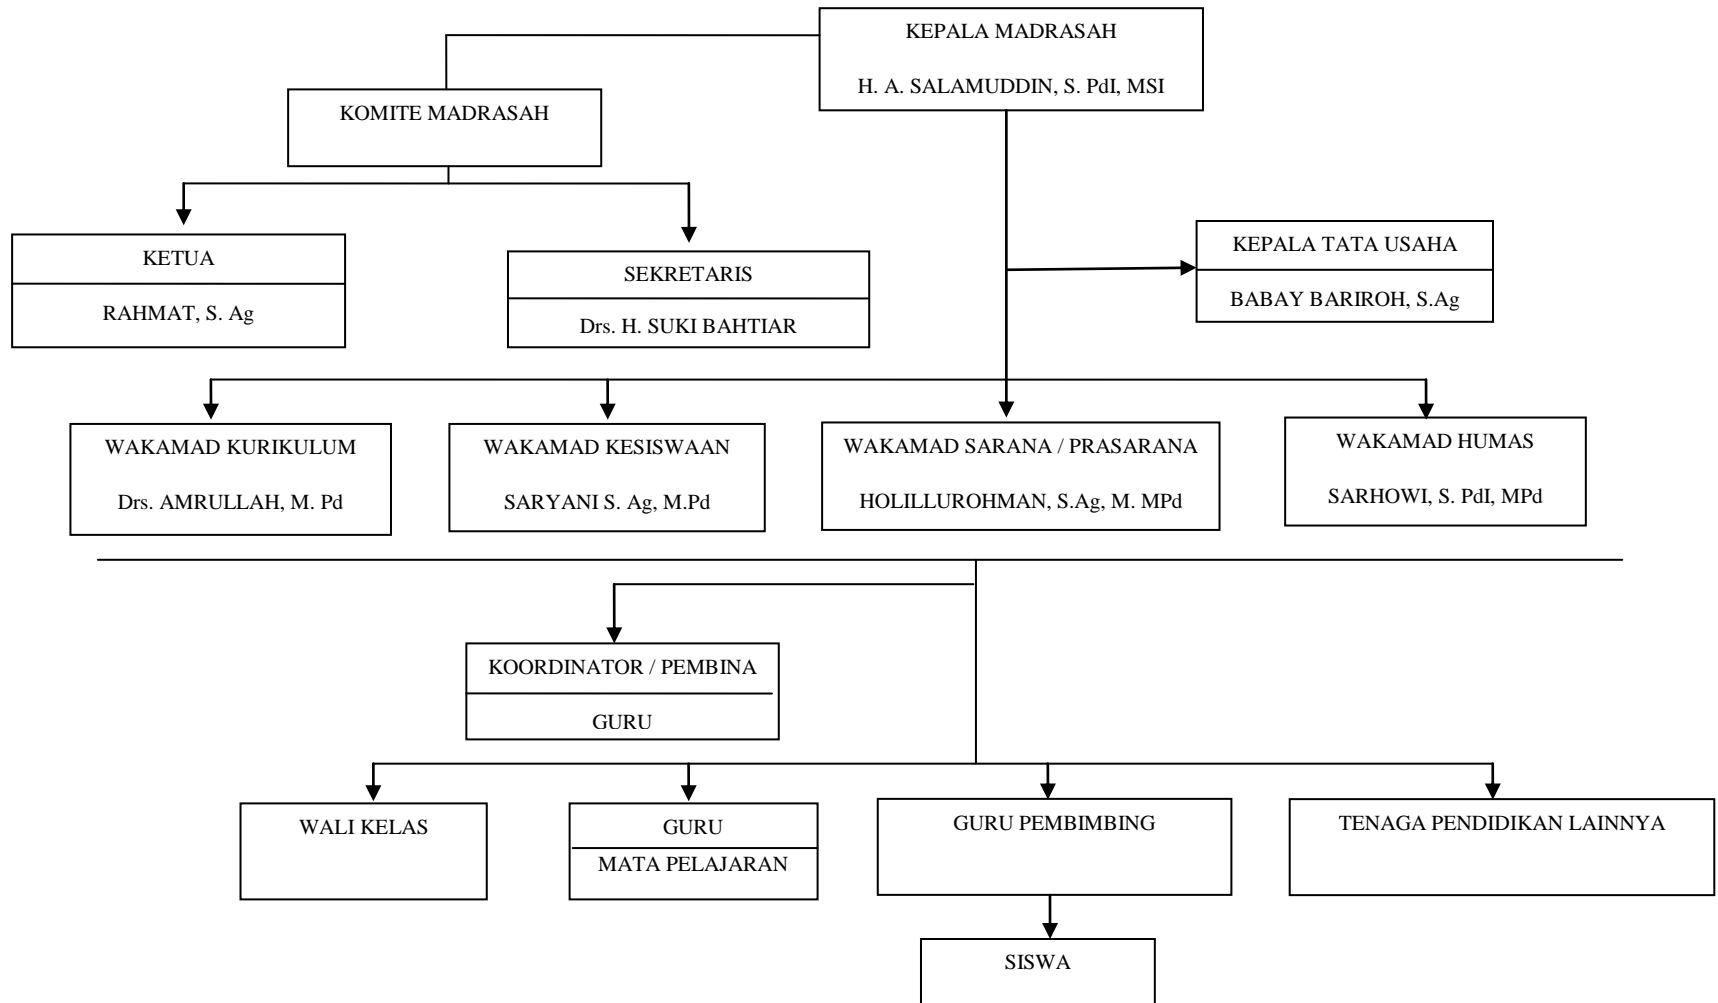 KEPALA MADRASAH
H. A. SALAMUDDIN, S. PdI, MSI
KOMITE MADRASAH
KETUA
RAHMAT, S. Ag
SEKRETARIS
Drs. H. SUKI BAHTIAR
KEPALA TATA USAHA
BABAY BARIROH, S.Ag
WAKAMAD KURIKULUM
Drs. AMRULLAH, M. Pd
WAKAMAD KESISWAAN
SARYANI S. Ag, M.Pd
WAKAMAD SARANA / PRASARANA
HOLILLUROHMAN, S.Ag, M. MPd
WAKAMAD HUMAS
SARHOWI, S. PdI, MPd
KOORDINATOR / PEMBINA
GURU
WALI KELAS
GURU
MATA PELAJARAN
GURU PEMBIMBING
TENAGA PENDIDIKAN LAINNYA
SISWA